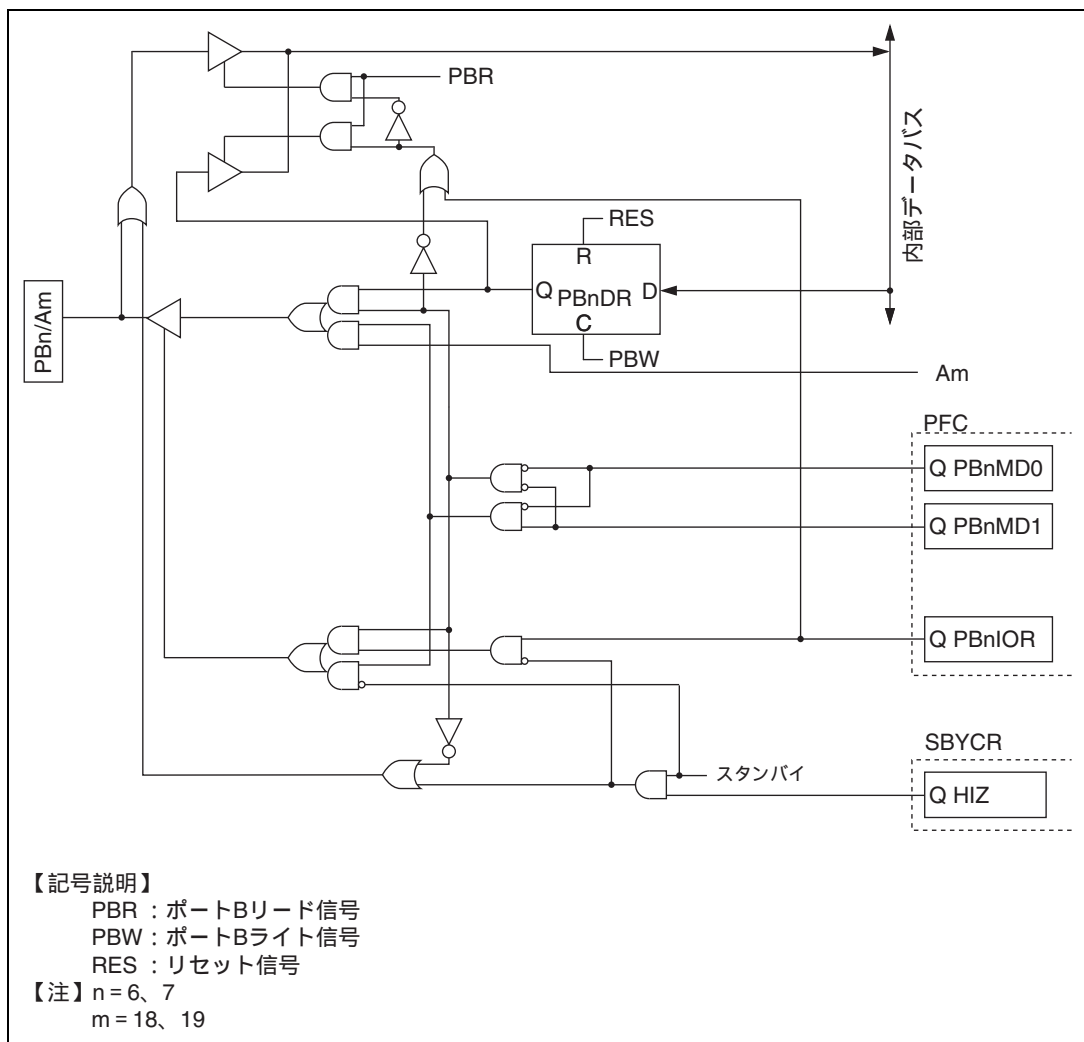 PBR
内部データバス
RES
R
Q PBnDR D
C
PBW
PBn/Am
Am
PFC
Q PBnMD0
Q PBnMD1
Q PBnIOR
SBYCR
スタンバイ
Q HIZ
【記号説明】
PBR : ポートBリード信号
PBW : ポートBライト信号
RES : リセット信号
【注】 n = 6、7
m = 18、19